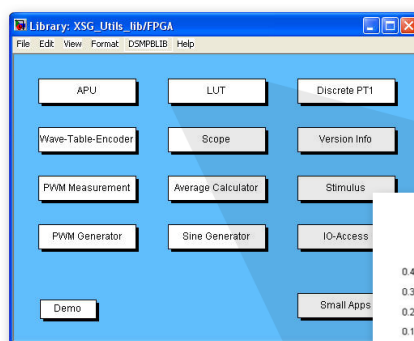 Library: XSG_Utils_lib/FPGA
File Edit View Format DSMPBLIB Help
APU LUT Discrete PT1
Wave-Table-Encoder Scope Version Info
PWM Measurement Average Calculator Stimulus
PWM Generator Sine Generator IO-Access
Demo Small Apps
0.4
0.3
0.2
0.1